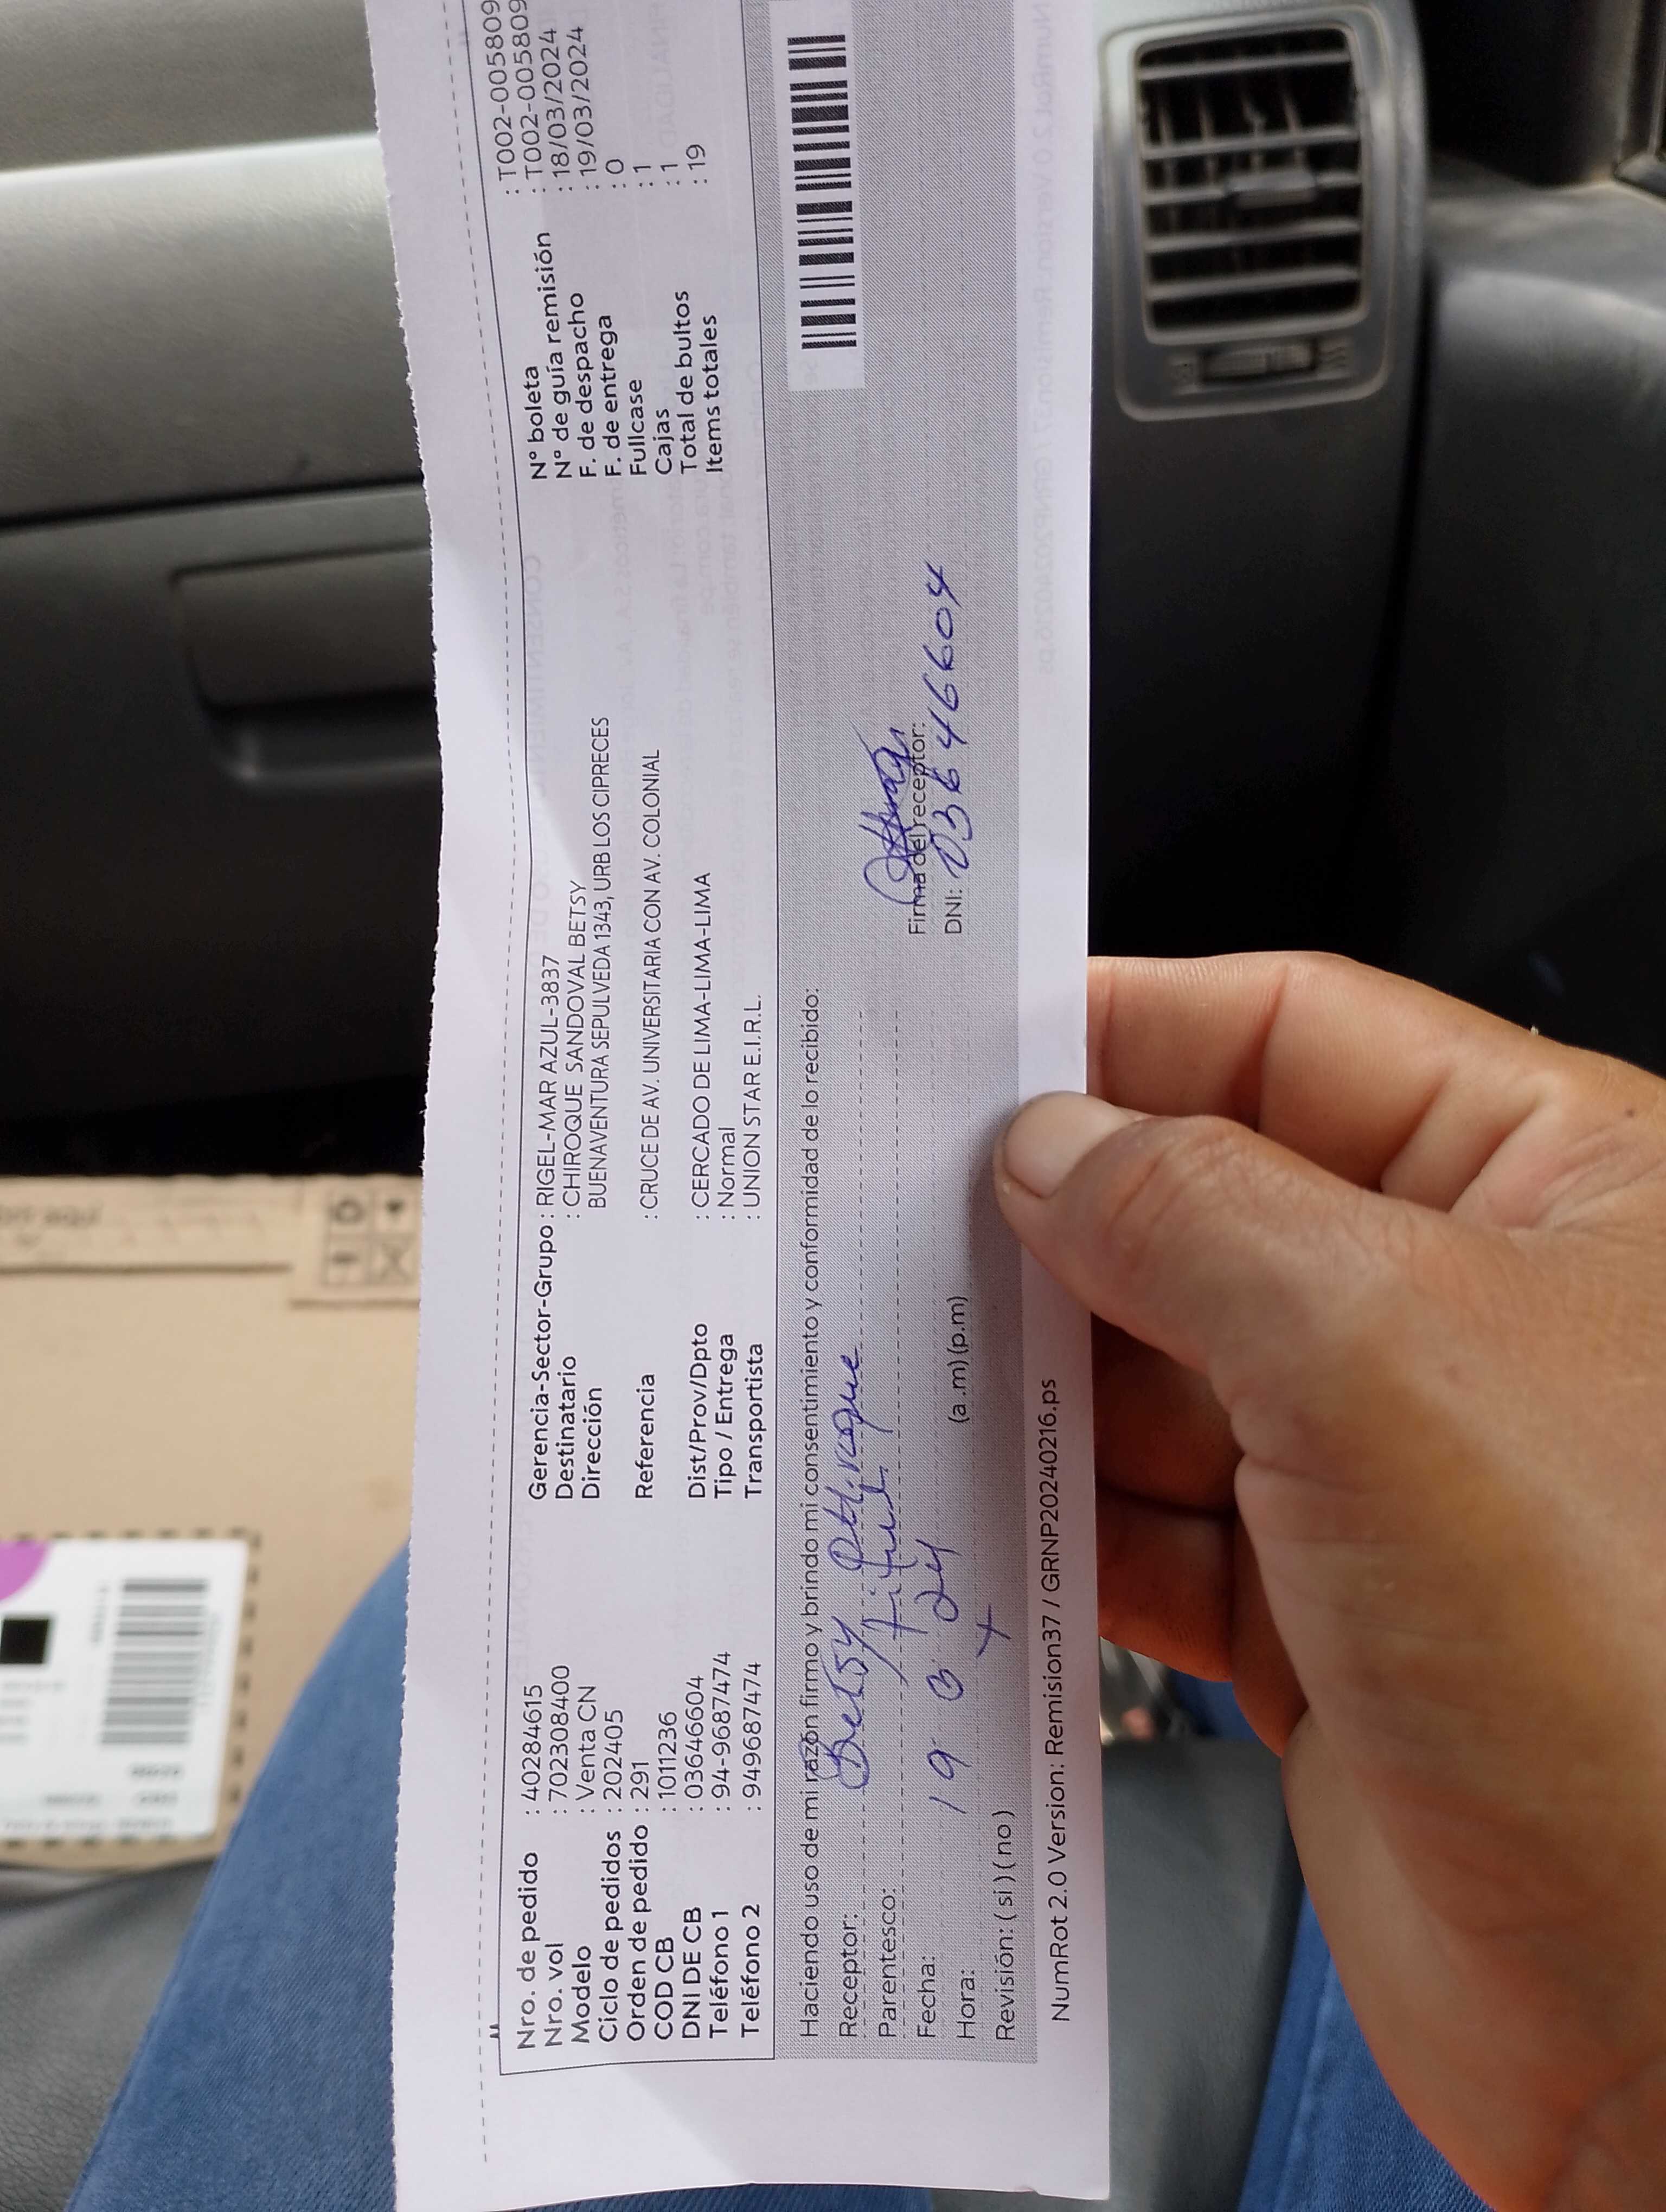 Nro. de pedido : 40284615
Nro. vol : 702308400
Modelo : Venta CN
Ciclo de pedidos : 202405
Orden de pedido : 291
COD CB : 1011236
DNI DE CB : 03646604
Teléfono 1 : 94-9687474
Teléfono 2 : 949687474
Gerencia-Sector-Grupo : RIGEL-MAR AZUL-3837
Destinatario : CHIROQUE SANDOVAL BETSY
Dirección : BUENAVENTURA SEPULVEDA 1343, URB LOS CIPRECES
Referencia : CRUCE DE AV. UNIVERSITARIA CON AV. COLONIAL
Dist/Prov/Dpto : CERCADO DE LIMA-LIMA-LIMA
Tipo / Entrega : Normal
Transportista : UNION STAR E.I.R.L.
N° boleta : T002-005809
N° de guía remisión : T002-005809
F. de despacho : 18/03/2024
F. de entrega : 19/03/2024
Fullcase : 0
Cajas : 1
Total de bultos : 1
Items totales : 19
Haciendo uso de mi razón firmo y brindo mi consentimiento y conformidad de lo recibido:
Receptor: Betsy Chiroque
Parentesco: Titular
Fecha: 19 3 24
Hora: (a.m) (p.m)
Revisión: ( si ) ( no )
Firma del receptor:
DNI: 03646604
NumRot 2.0 Version: Remision37 / GRNP20240216.ps